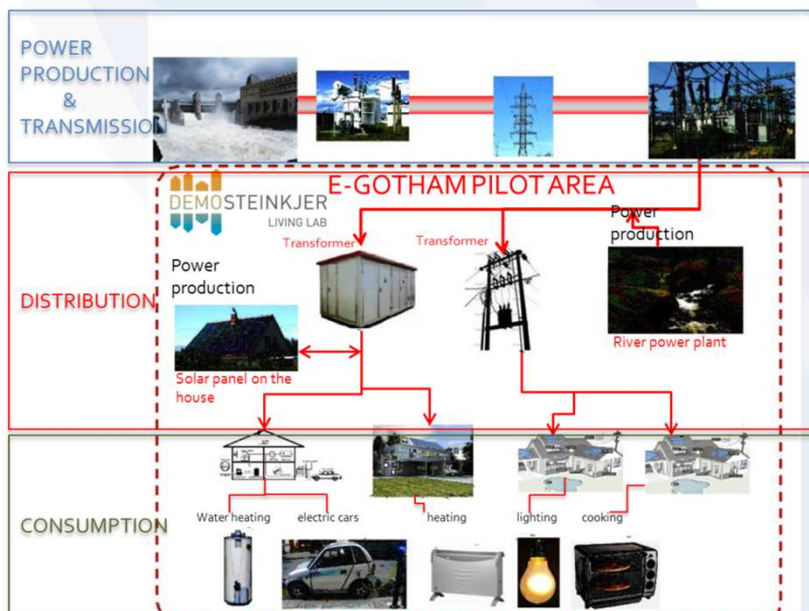 POWER
PRODUCTION
&
TRANSMISSION
E-GOTHAM PILOT AREA
DEMOSTEINKJER
LIVING LAB
Transformer
Transformer
Power
production
Power
production
DISTRIBUTION
River power plant
Solar panel on the
house
CONSUMPTION
Water heating
electric cars
heating
lighting
cooking